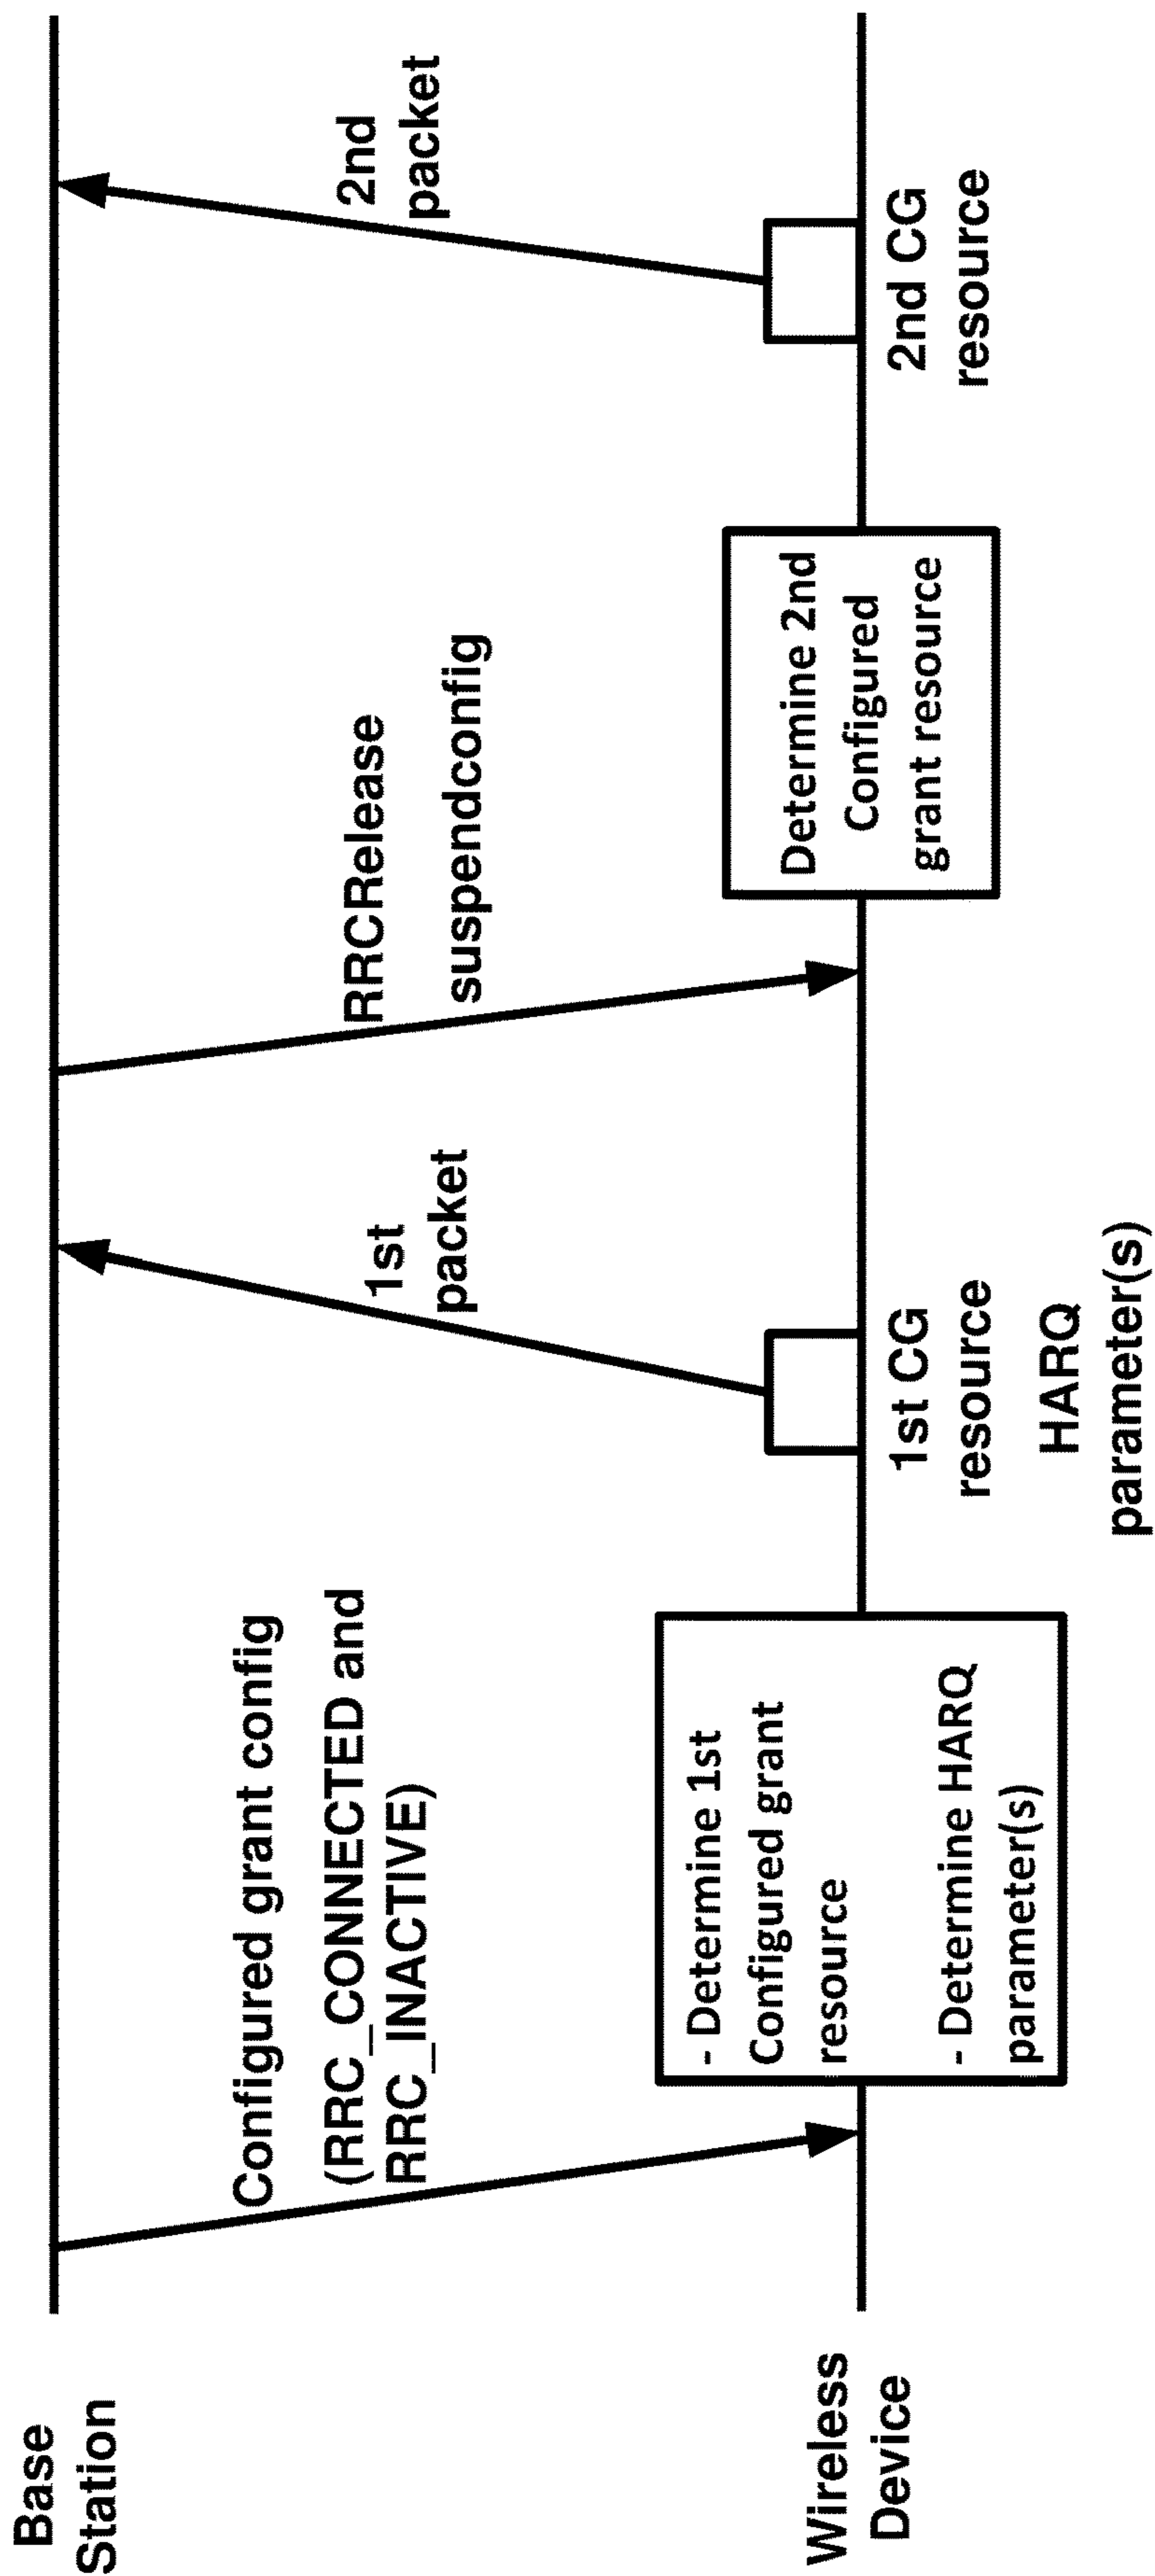 Base
Station
Configured grant config
(RRC_CONNECTED and
RRC_INACTIVE)
1st
packet
RRCRelease
suspendconfig
2nd
packet
Wireless
Device
- Determine 1st
Configured grant
resource
- Determine HARQ
parameter(s)
1st CG
resource
HARQ
parameter(s)
Determine 2nd
Configured
grant resource
2nd CG
resource